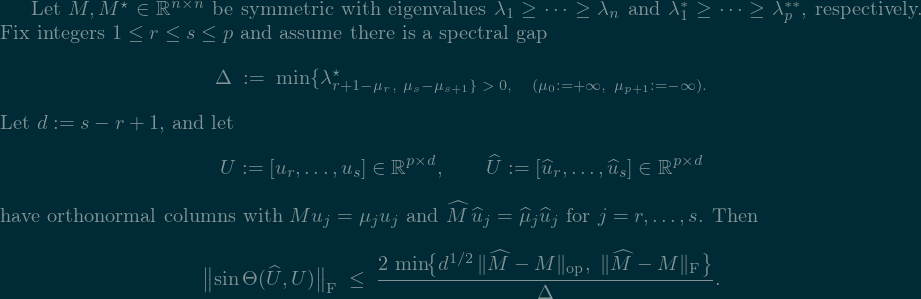 Let $M, M^\star \in \mathbb{R}^{n\times n}$ be symmetric with eigenvalues $\lambda_1 \geq \cdots \geq \lambda_n$ and $\lambda_1^* \geq \cdots \geq \lambda_p^{**}$, respectively.
Fix integers $1 \leq r \leq s \leq p$ and assume there is a spectral gap
$\Delta \;:=\; \min\{\lambda^\star_{r+1-\mu_r,\ \mu_s-\mu_{s+1}\} > 0, \quad (\mu_0:=+\infty,\ \mu_{p+1}:=-\infty).}$
Let $d := s - r + 1$, and let
$U := [u_r, \ldots, u_s] \in \mathbb{R}^{p\times d}, \qquad \widehat{U} := [\widehat{u}_r, \ldots, \widehat{u}_s] \in \mathbb{R}^{p\times d}$
have orthonormal columns with $Mu_j = \mu_j u_j$ and $\widehat{M}\,\widehat{u}_j = \widehat{\mu}_j \widehat{u}_j$ for $j = r, \ldots, s$. Then
$\left\|\sin\Theta(\widehat{U}, U)\right\|_{\mathrm{F}} \;\leq\; \frac{2\,\min\{d^{1/2}\,\|\widehat{M}-M\|_{\mathrm{op}},\ \|\widehat{M}-M\|_{\mathrm{F}}\}}{\Delta}.$